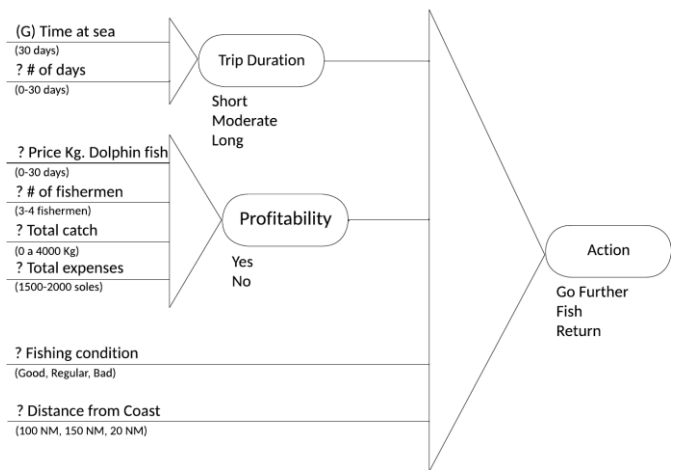 (G) Time at sea
(30 days)
? # of days
(0-30 days)
Trip Duration
Short
Moderate
Long
? Price Kg. Dolphin fish
(0-30 days)
? # of fishermen
(3-4 fishermen)
? Total catch
(0 a 4000 Kg)
? Total expenses
(1500-2000 soles)
Profitability
Yes
No
? Fishing condition
(Good, Regular, Bad)
? Distance from Coast
(100 NM, 150 NM, 20 NM)
Action
Go Further
Fish
Return